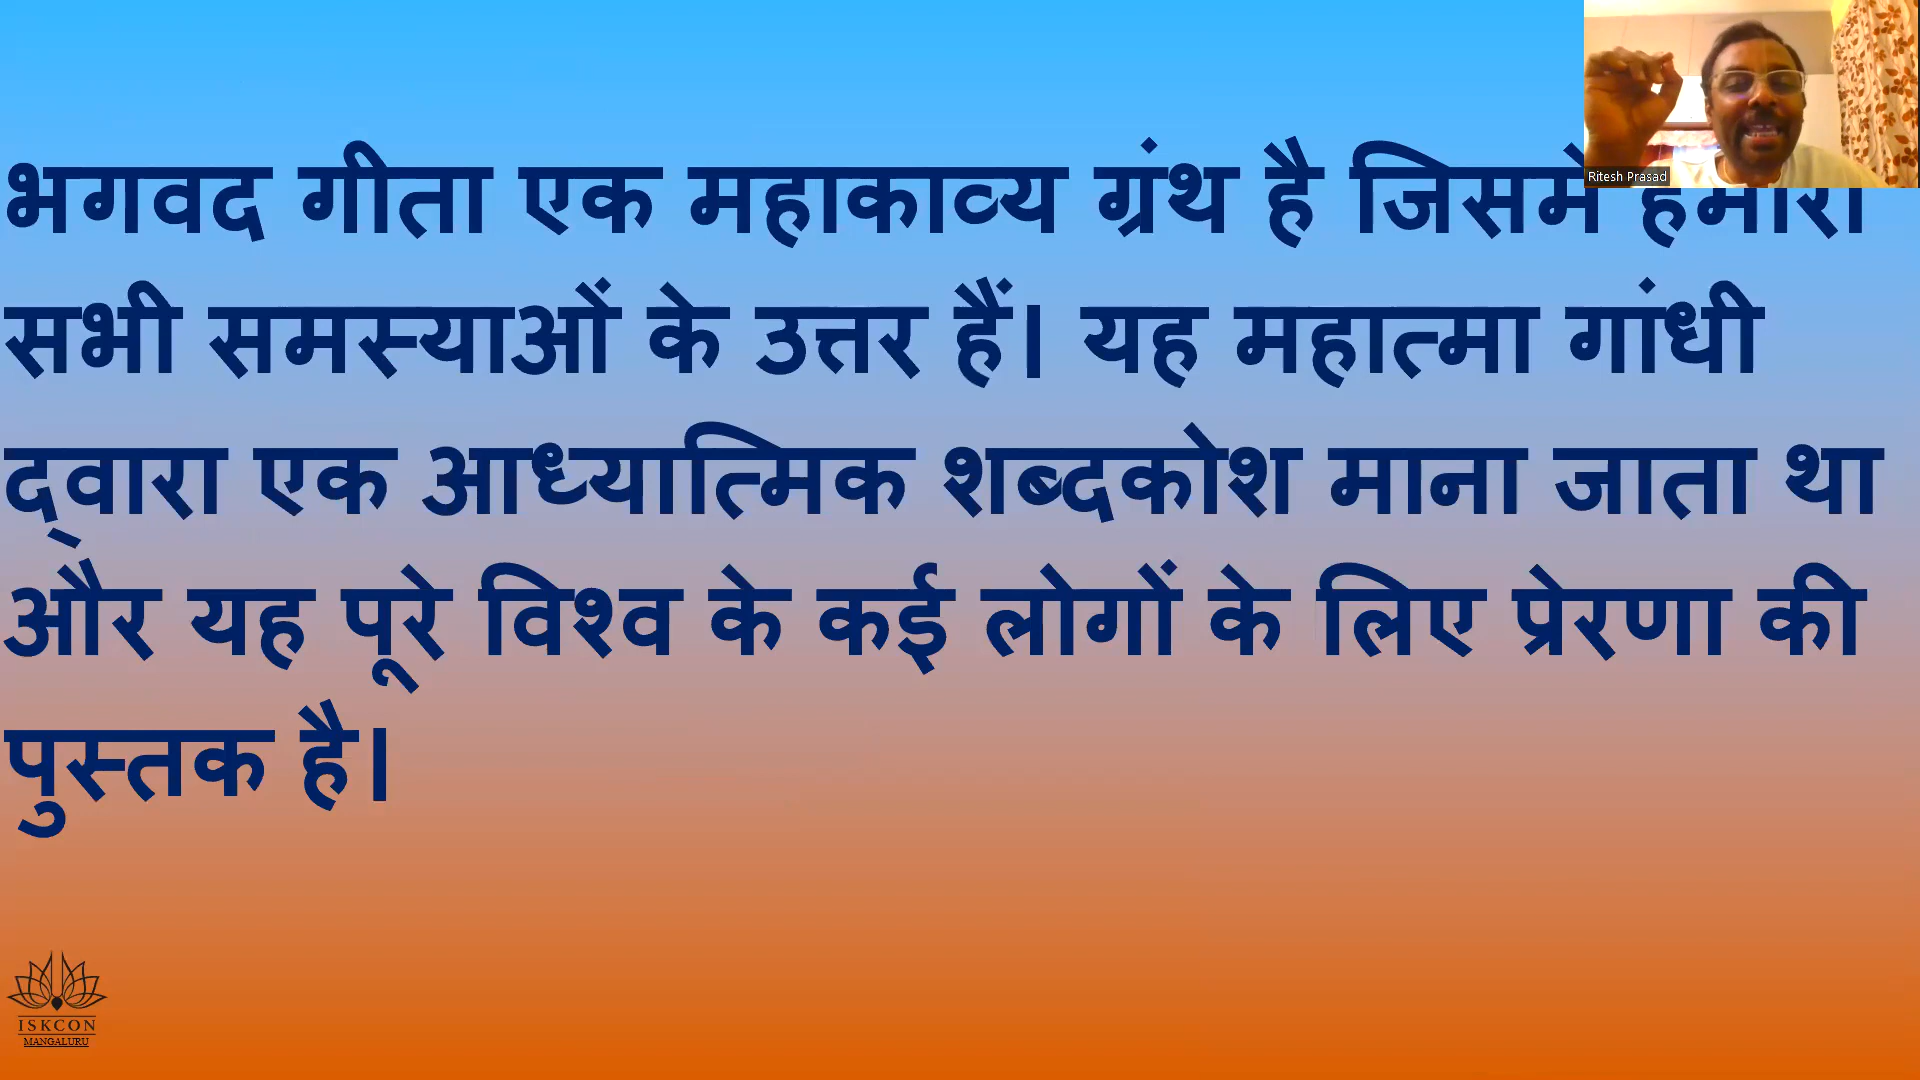 भगवद गीता एक महाकाव्य ग्रंथ है जिसमें हमारी
सभी समस्याओं के उत्तर हैं। यह महात्मा गांधी
द्वारा एक आध्यात्मिक शब्दकोश माना जाता था
और यह पूरे विश्व के कई लोगों के लिए प्रेरणा की
पुस्तक है।
Ritesh Prasad
ISKCON
MANGALURU